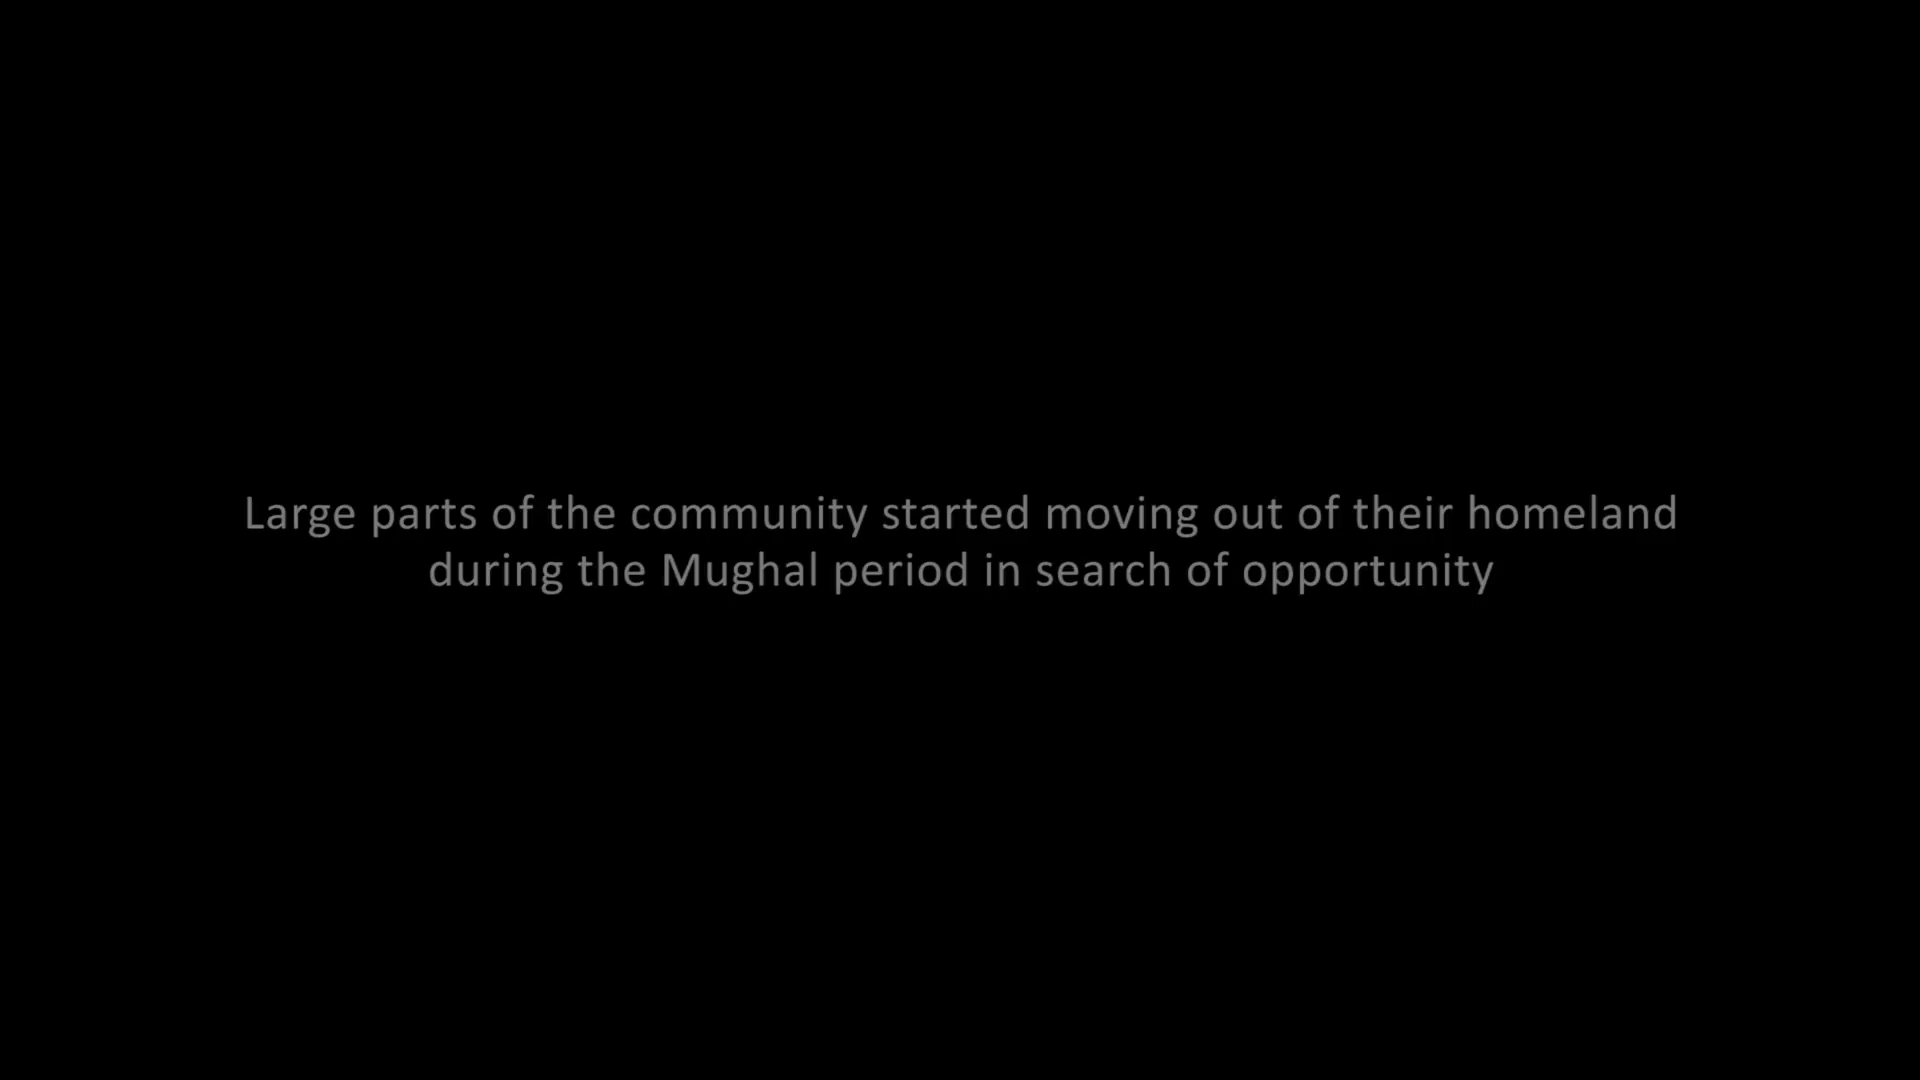 Large parts of the community started moving out of their homeland
during the Mughal period in search of opportunity